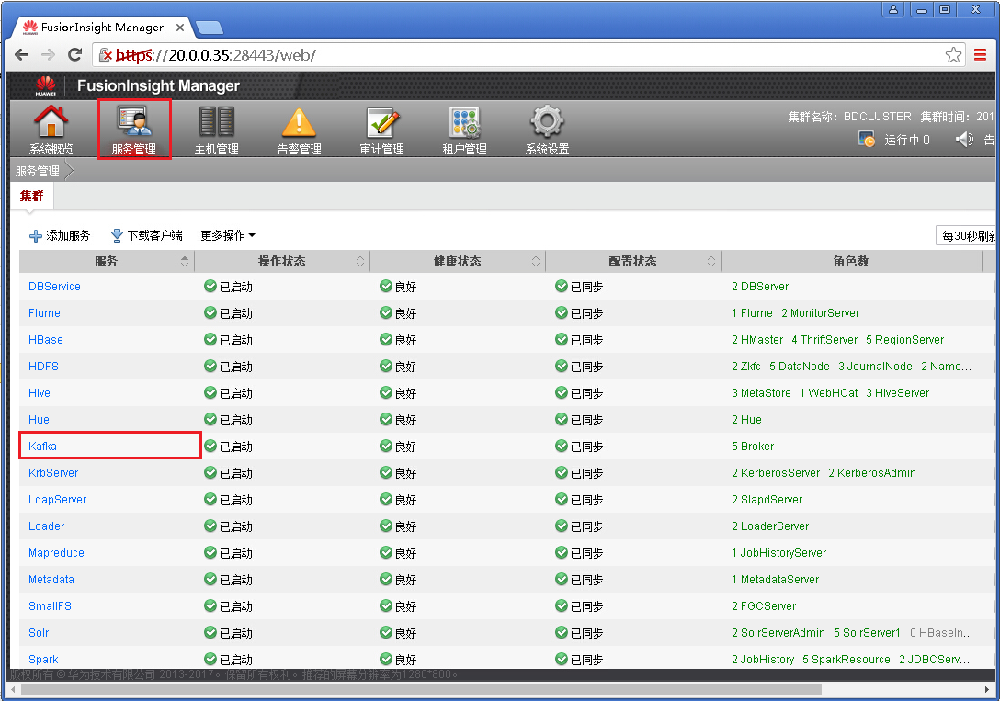 FusionInsight Manager
https://20.0.0.35:28443/web/
HUAWEI FusionInsight Manager
系统概览 服务管理 主机管理 告警管理 审计管理 租户管理 系统设置
集群名称: BDCLUSTER 集群时间: 201
运行中 0 告
服务管理
集群
添加服务 下载客户端 更多操作 每30秒刷新
服务 操作状态 健康状态 配置状态 角色数
DBService 已启动 良好 已同步 2 DBServer
Flume 已启动 良好 已同步 1 Flume 2 MonitorServer
HBase 已启动 良好 已同步 2 HMaster 4 ThriftServer 5 RegionServer
HDFS 已启动 良好 已同步 2 Zkfc 5 DataNode 3 JournalNode 2 Name...
Hive 已启动 良好 已同步 3 MetaStore 1 WebHCat 3 HiveServer
Hue 已启动 良好 已同步 2 Hue
Kafka 已启动 良好 已同步 5 Broker
KrbServer 已启动 良好 已同步 2 KerberosServer 2 KerberosAdmin
LdapServer 已启动 良好 已同步 2 SlapdServer
Loader 已启动 良好 已同步 2 LoaderServer
Mapreduce 已启动 良好 已同步 1 JobHistoryServer
Metadata 已启动 良好 已同步 1 MetadataServer
SmallFS 已启动 良好 已同步 2 FGCServer
Solr 已启动 良好 已同步 2 SolrServerAdmin 5 SolrServer1 0 HBaseIn...
Spark 已启动 良好 已同步 2 JobHistory 5 SparkResource 2 JDBCServ...
版权所有 © 华为技术有限公司 2013-2017。保留所有权利。推荐的屏幕分辨率为1280*800。